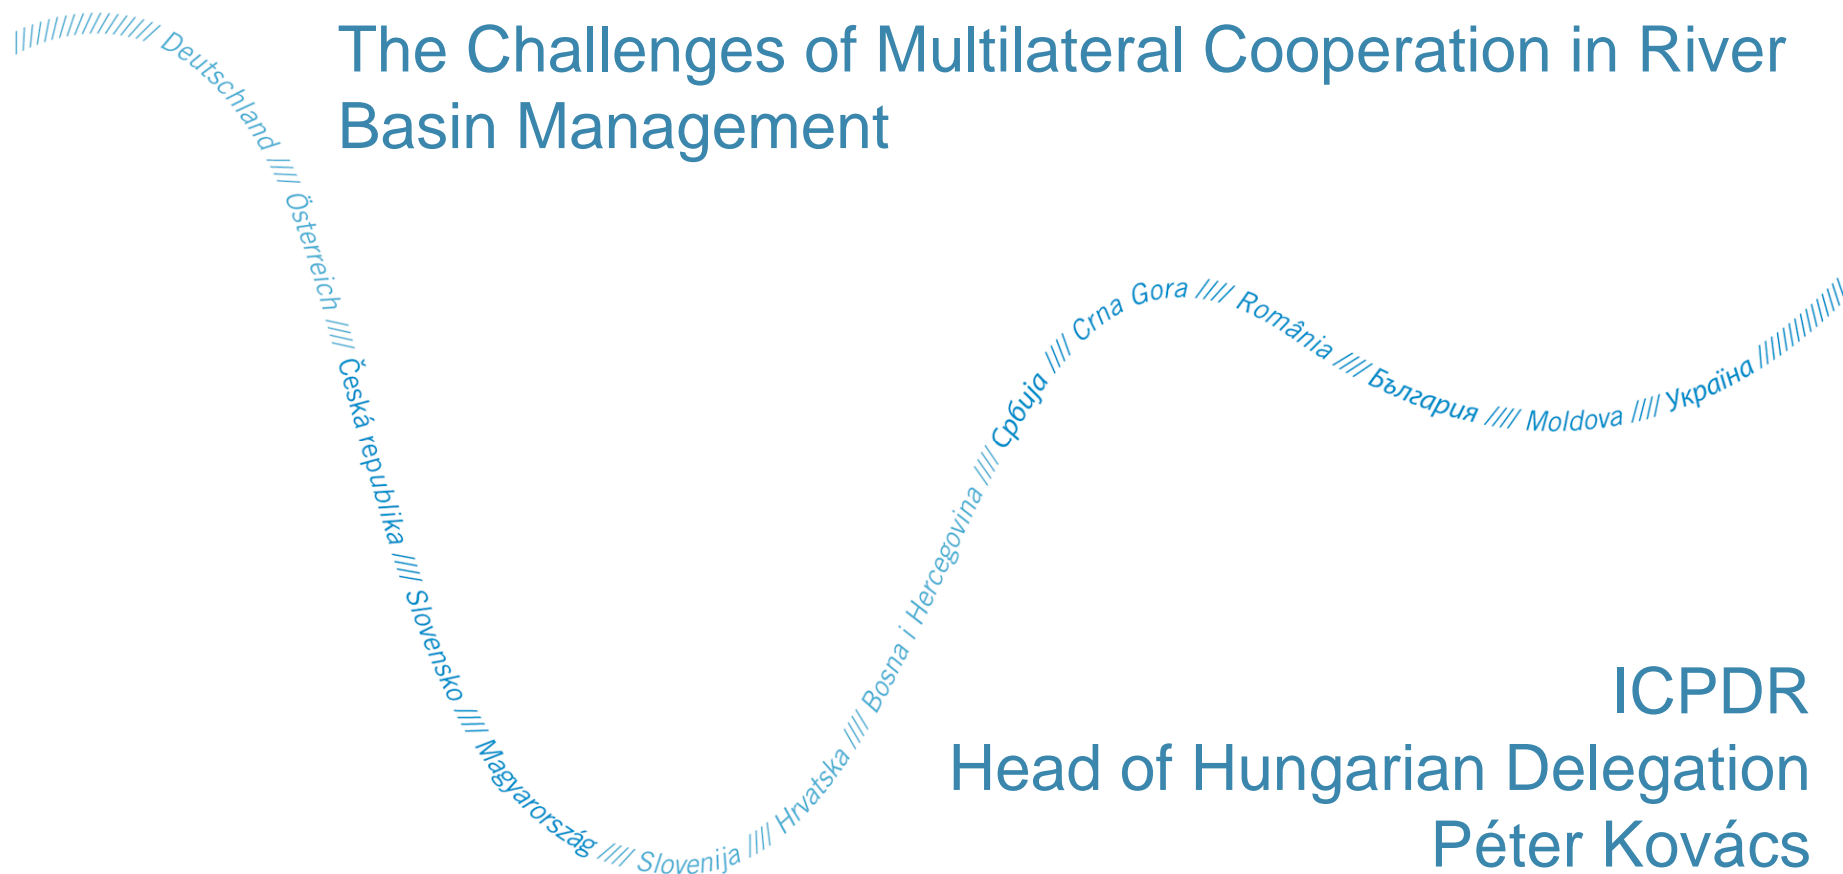 The Challenges of Multilateral Cooperation in River
Basin Management
//////////////////// Deutschland //// Österreich //// Česká republika //// Slovensko //// Magyarország //// Slovenija //// Hrvatska //// Bosna i Hercegovina //// Србија //// Crna Gora //// România //// България //// Moldova //// Україна ////////////////
ICPDR
Head of Hungarian Delegation
Péter Kovács